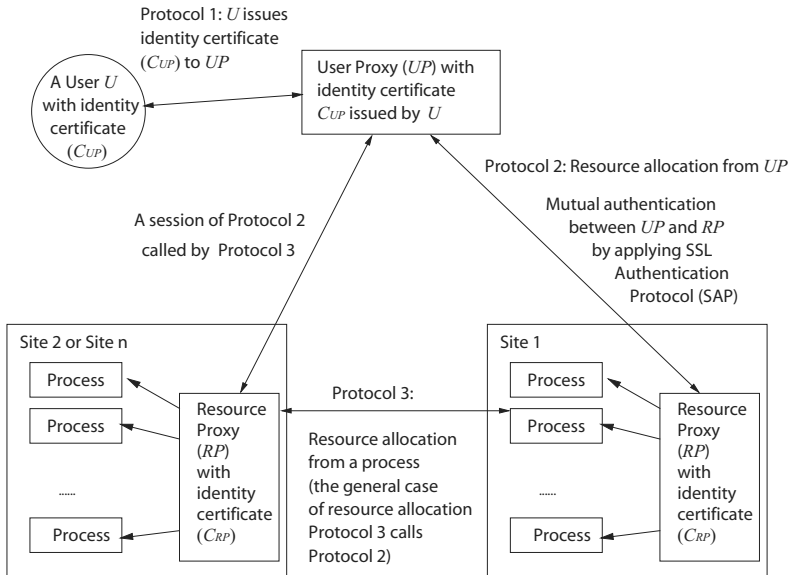 Protocol 1: U issues
identity certificate
(CUP) to UP
A User U
with identity
certificate
(CUP)
User Proxy (UP) with
identity certificate
CUP issued by U
Protocol 2: Resource allocation from UP
Mutual authentication
between UP and RP
by applying SSL
Authentication
Protocol (SAP)
A session of Protocol 2
called by Protocol 3
Site 2 or Site n
Process
Process
......
Process
Resource
Proxy
(RP)
with
identity
certificate
(CRP)
Protocol 3:
Resource allocation
from a process
(the general case
of resource allocation
Protocol 3 calls
Protocol 2)
Site 1
Process
Process
......
Process
Resource
Proxy
(RP)
with
identity
certificate
(CRP)